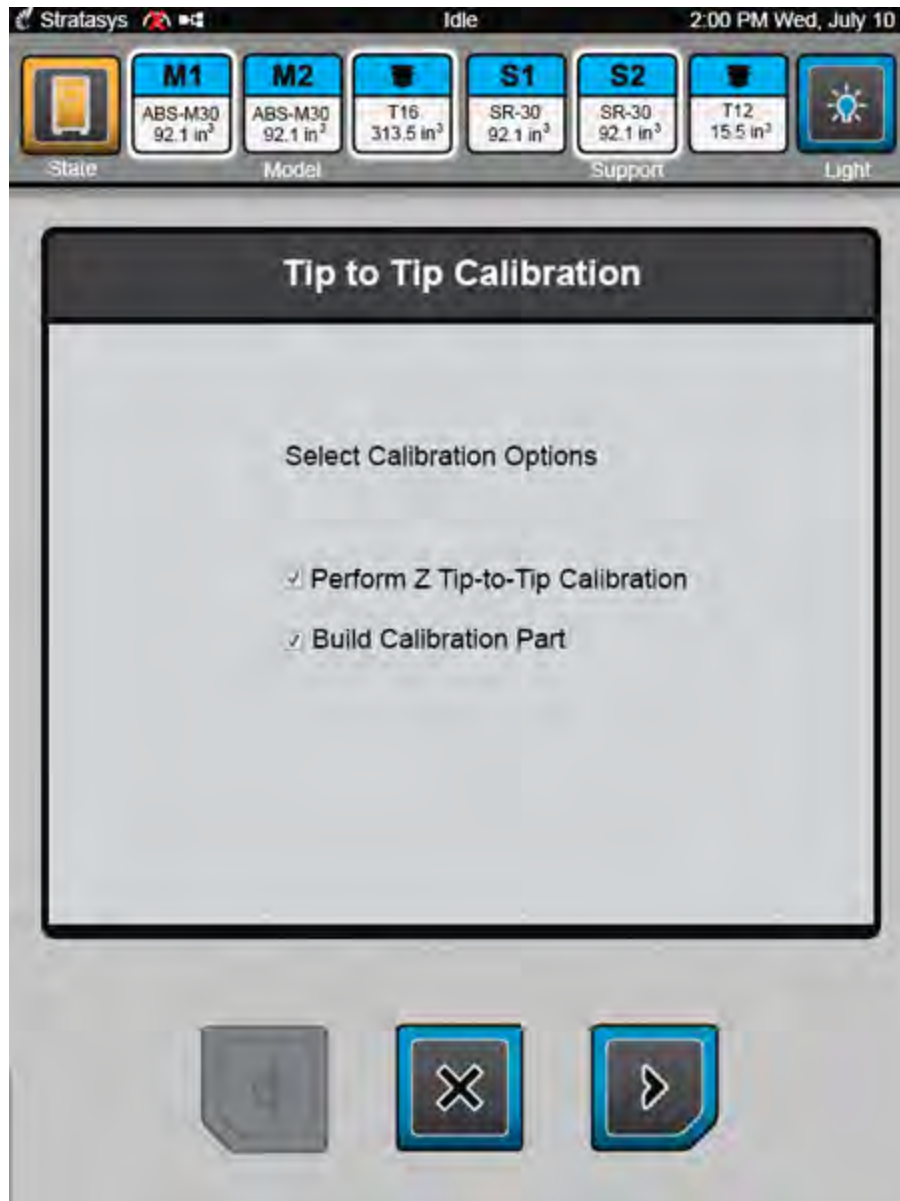 Stratasys Idle 2:00 PM Wed, July 10
M1 M2 S1 S2
ABS-M30 ABS-M30 T16 SR-30 SR-30 T12
92.1 in³ 92.1 in³ 313.5 in³ 92.1 in³ 92.1 in³ 15.5 in³
State Model Support Light
Tip to Tip Calibration
Select Calibration Options
Perform Z Tip-to-Tip Calibration
Build Calibration Part